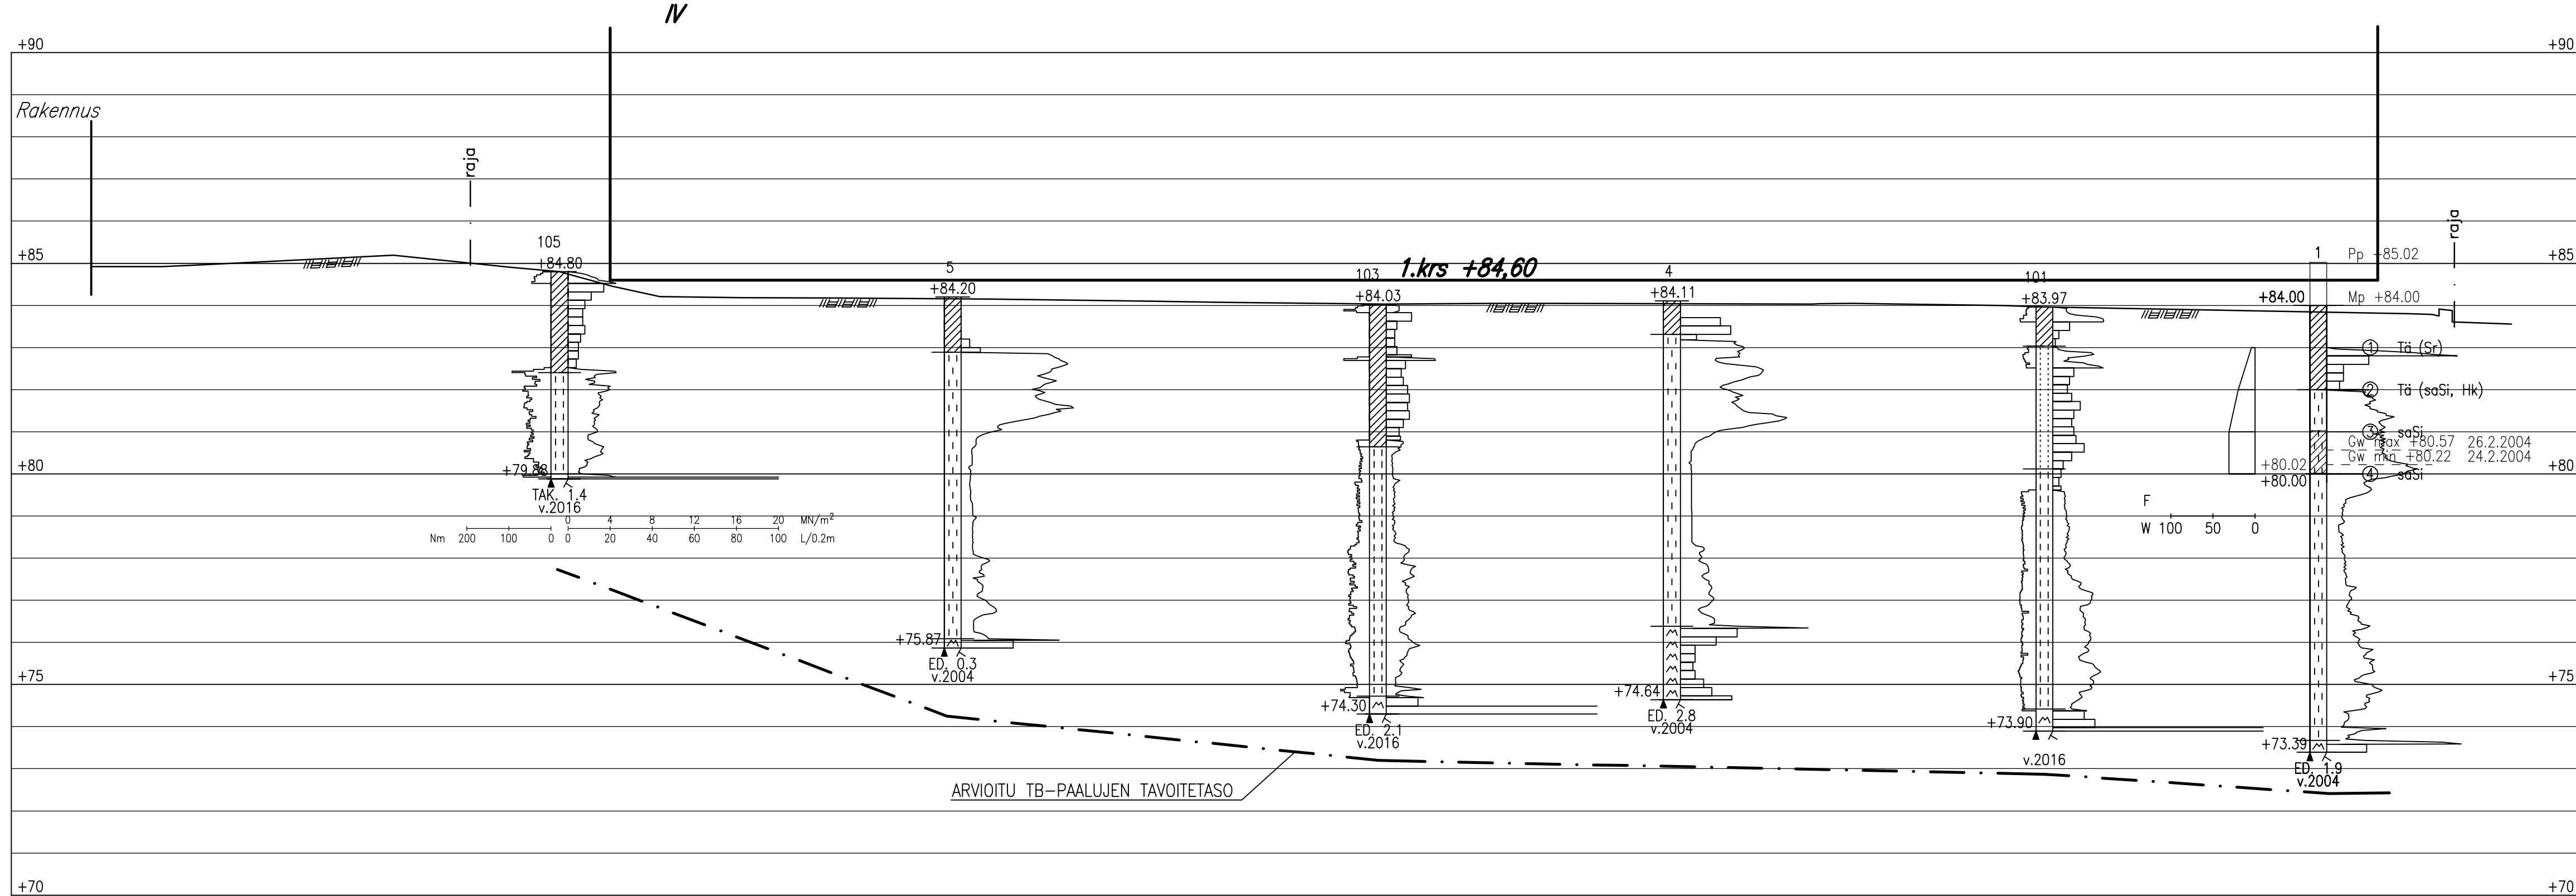 IV
+90 +90
Rakennus
raja
raja
105
+84.80
+85 +85
5
+84.20
103
+84.03
1.krs +84,60
4
+84.11
101
+83.97
1
Pp +85.02
+84.00
Mp +84.00
1 Tä (Sr)
2 Tä (saSi, Hk)
3 saSi
Gw max +80.57 26.2.2004
Gw min +80.22 24.2.2004
4 saSi
+80.02
+80.00
+80 +80
+79.88
TAK. 1.4
v.2016
0 4 8 12 16 20 MN/m²
Nm 200 100 0 0 20 40 60 80 100 L/0.2m
F
W 100 50 0
+75.87
ED. 0.3
v.2004
+75 +75
+74.30
ED. 2.1
v.2016
+74.64
ED. 2.8
v.2004
+73.90
v.2016
+73.39
ED. 1.9
v.2004
ARVIOITU TB-PAALUJEN TAVOITETASO
+70 +70